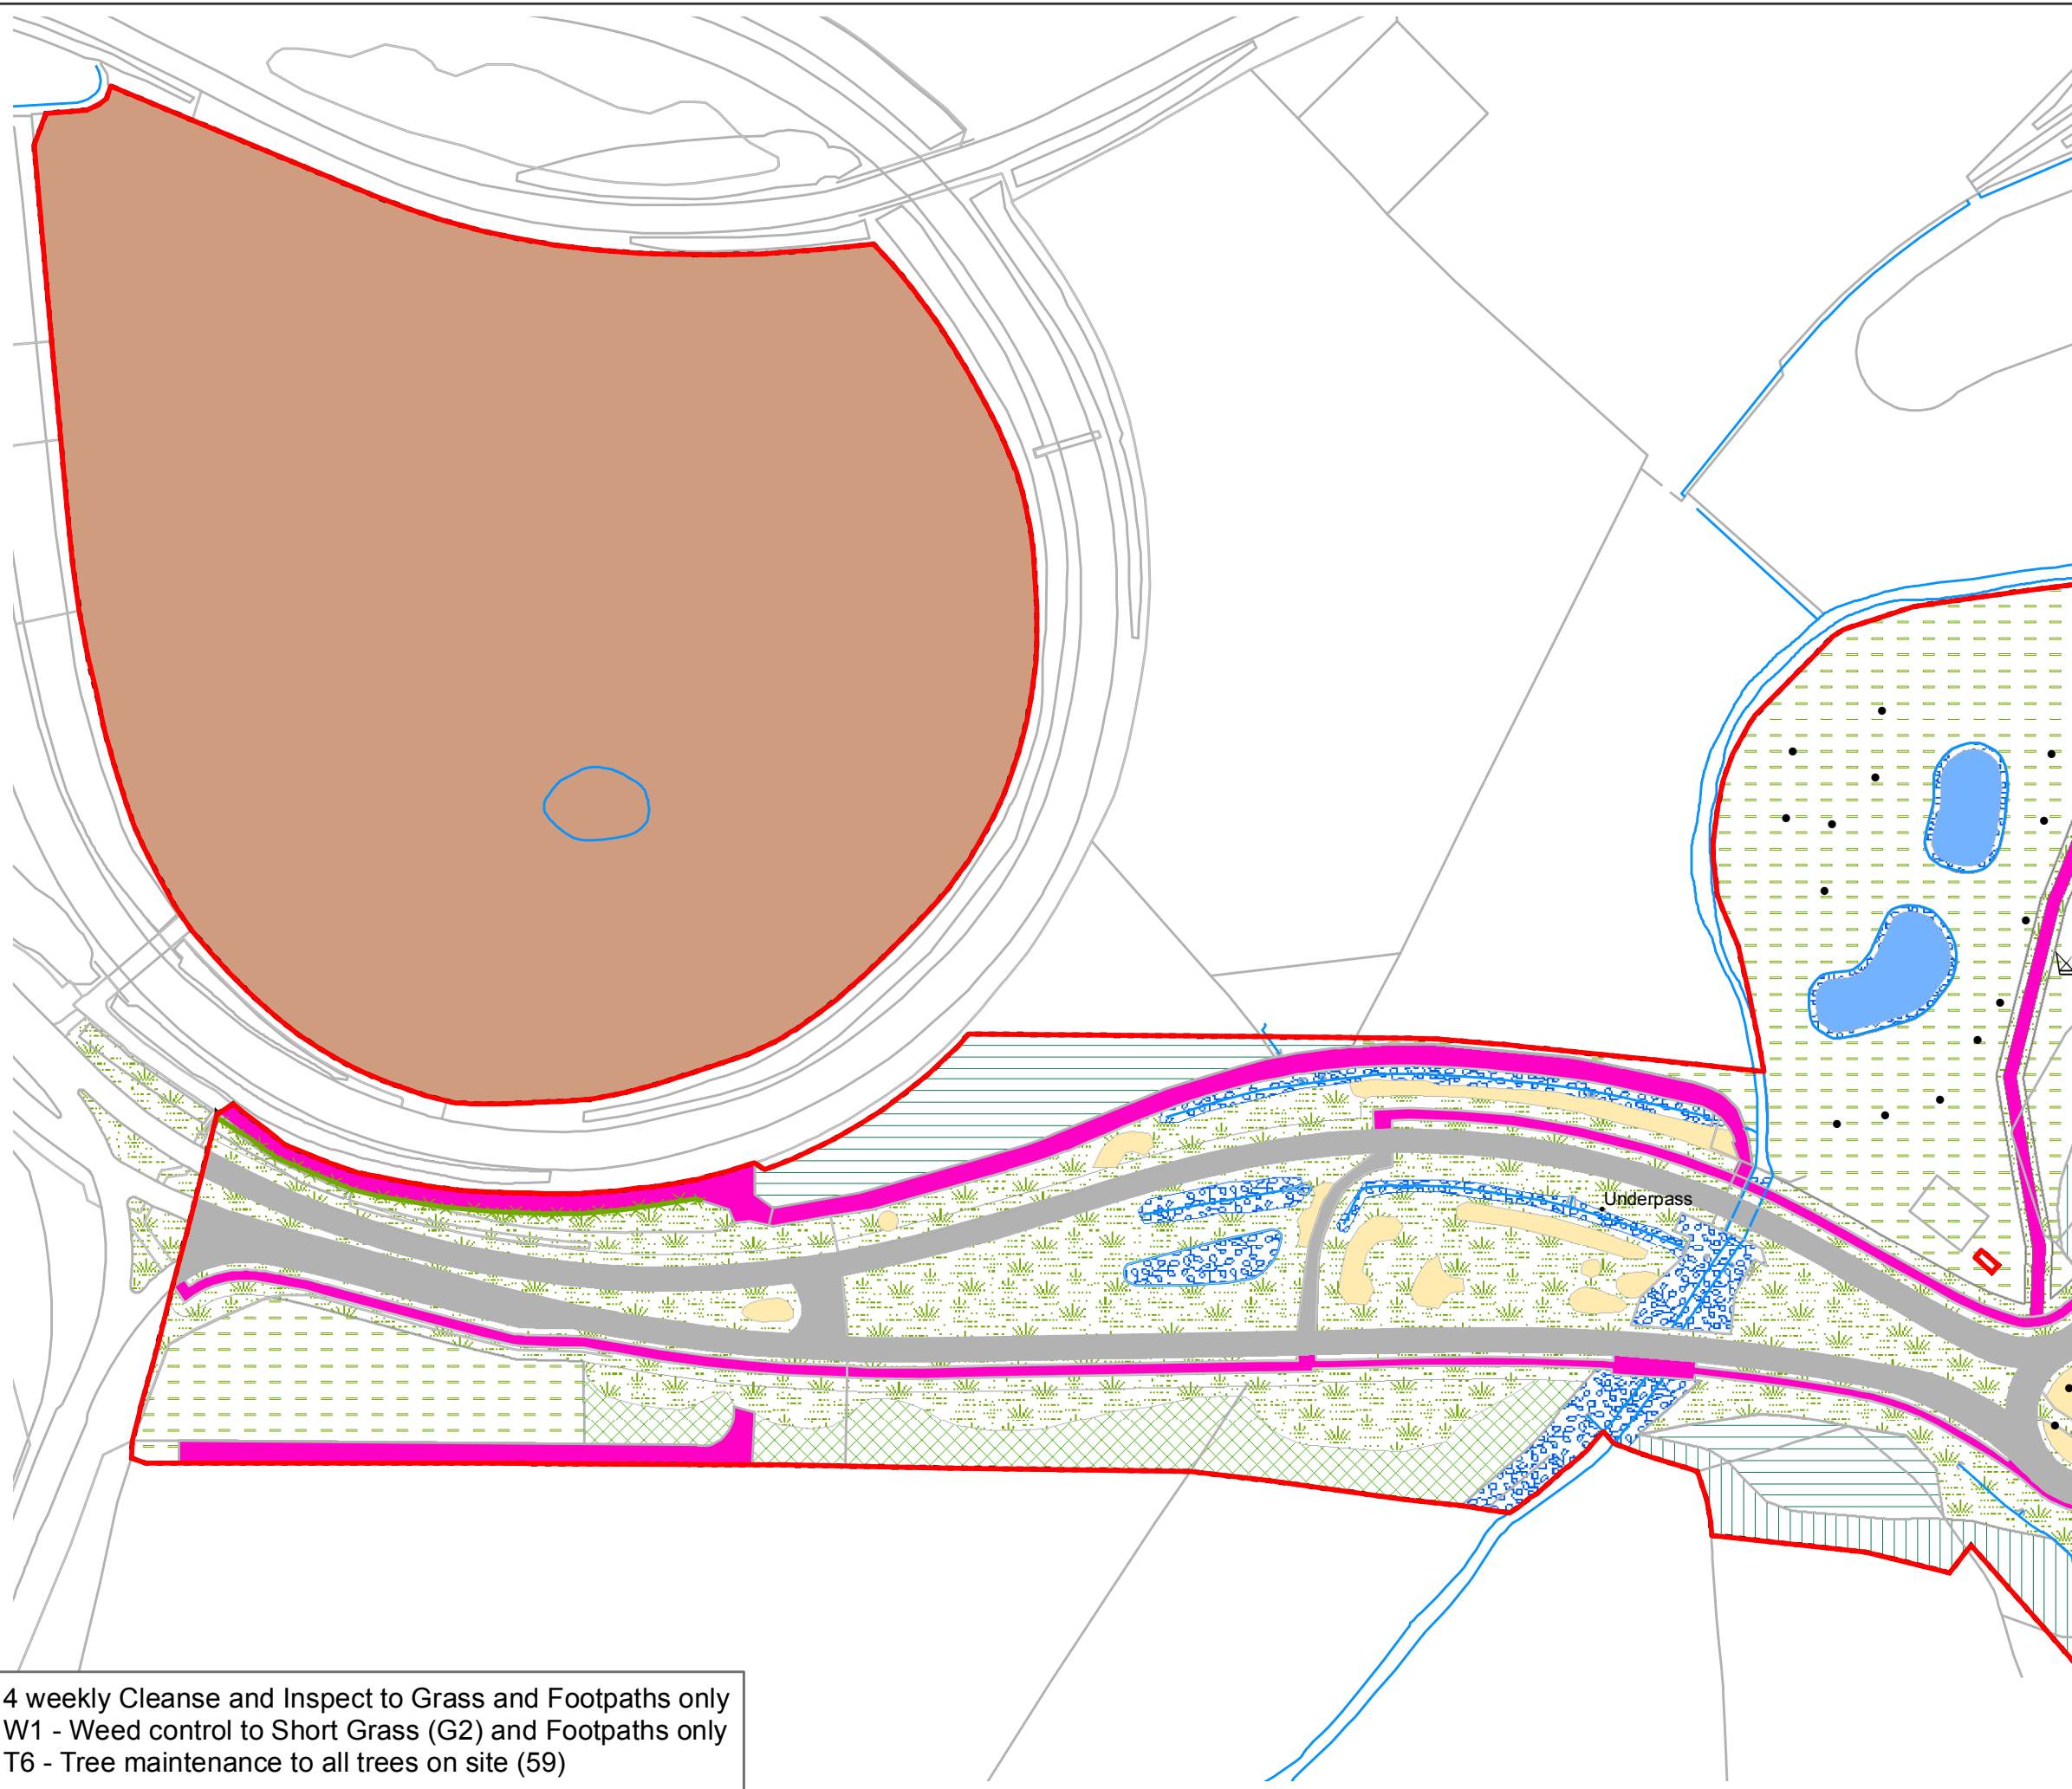 Underpass
4 weekly Cleanse and Inspect to Grass and Footpaths only
W1 - Weed control to Short Grass (G2) and Footpaths only
T6 - Tree maintenance to all trees on site (59)